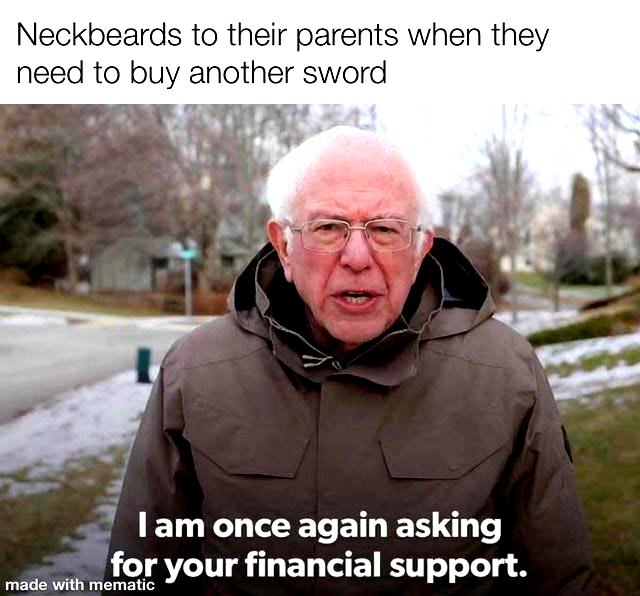 Neckbeards to their parents when they
need to buy another sword
I am once again asking
for your financial support.
made with mematic